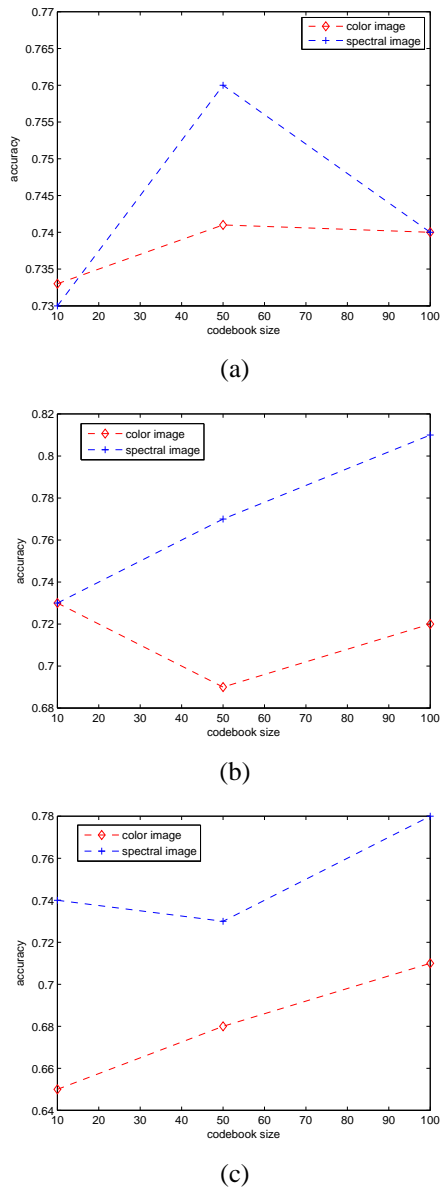 0.77
0.765
0.76
0.755
0.75
0.745
0.74
0.735
0.73
accuracy
color image
spectral image
10 20 30 40 50 60 70 80 90 100
codebook size
(a)
0.82
0.8
0.78
0.76
0.74
0.72
0.7
0.68
accuracy
color image
spectral image
10 20 30 40 50 60 70 80 90 100
codebook size
(b)
0.78
0.76
0.74
0.72
0.7
0.68
0.66
0.64
accuracy
color image
spectral image
10 20 30 40 50 60 70 80 90 100
codebook size
(c)